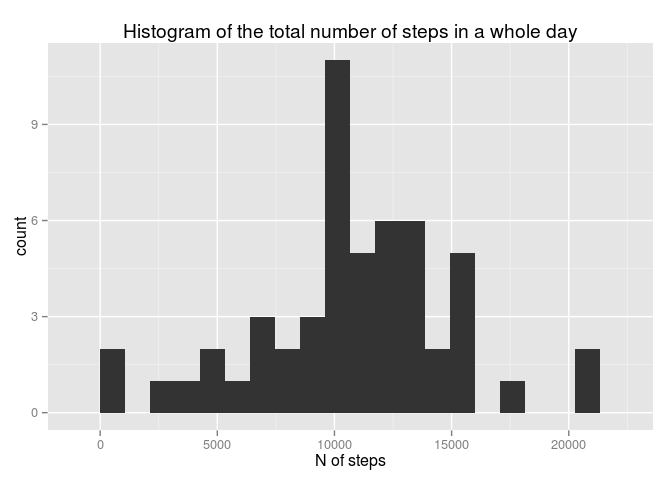 Histogram of the total number of steps in a whole day
count
9
6
3
0
0 5000 10000 15000 20000
N of steps